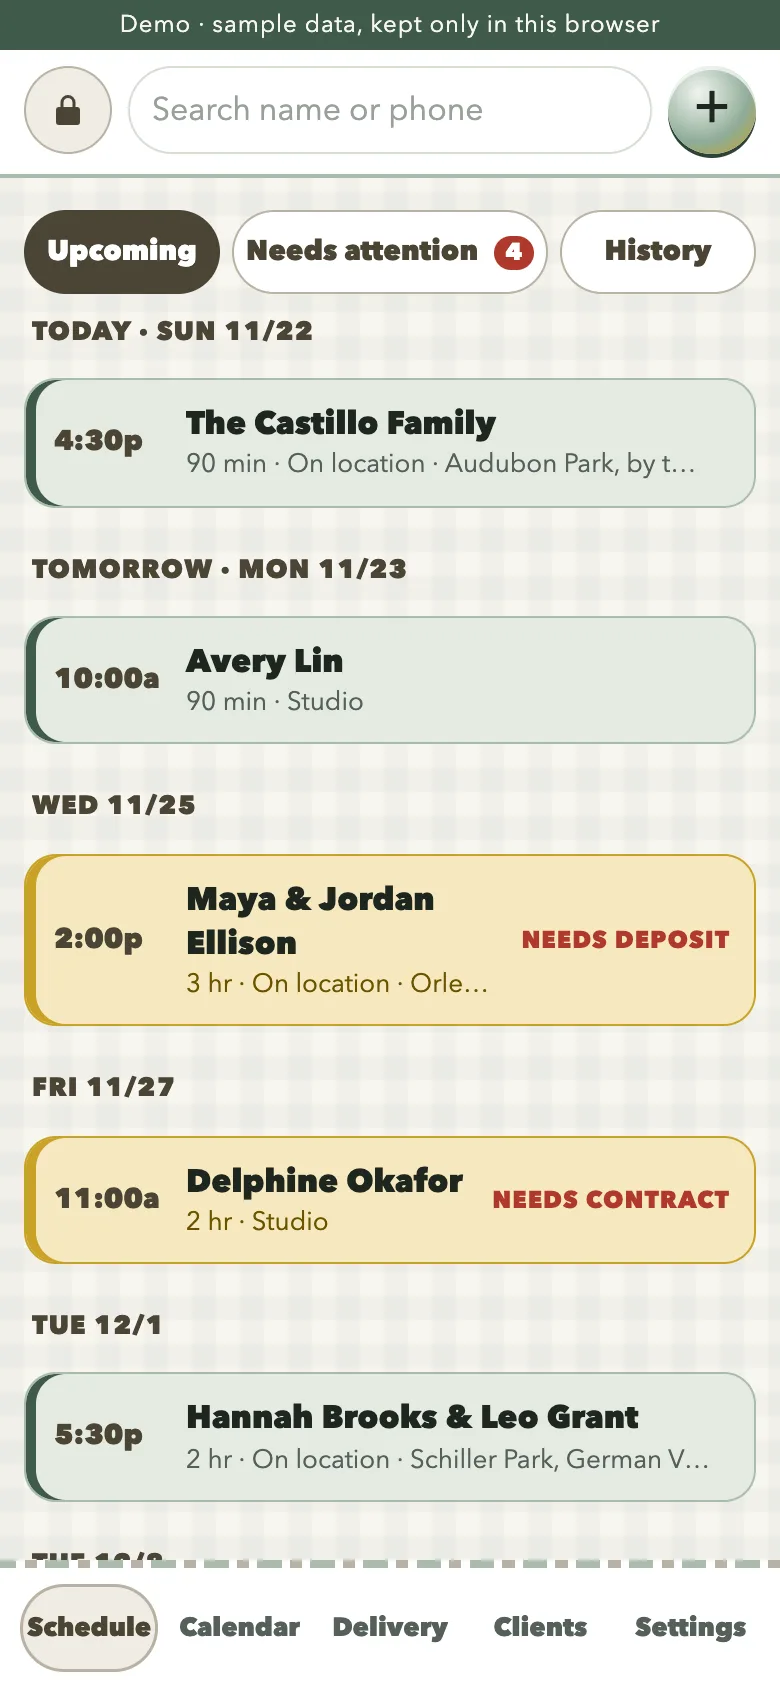 Demo · sample data, kept only in this browser
Search name or phone
+
Upcoming
Needs attention 4
History
TODAY · SUN 11/22
4:30p
The Castillo Family
90 min · On location · Audubon Park, by t…
TOMORROW · MON 11/23
10:00a
Avery Lin
90 min · Studio
WED 11/25
2:00p
Maya & Jordan
Ellison
3 hr · On location · Orle…
NEEDS DEPOSIT
FRI 11/27
11:00a
Delphine Okafor
2 hr · Studio
NEEDS CONTRACT
TUE 12/1
5:30p
Hannah Brooks & Leo Grant
2 hr · On location · Schiller Park, German V…
Schedule
Calendar
Delivery
Clients
Settings